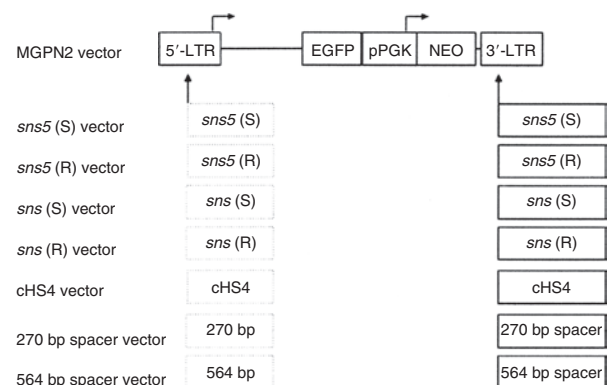 MGPN2 vector 5′-LTR EGFP pPGK NEO 3′-LTR
sns5 (S) vector sns5 (S) sns5 (S)
sns5 (R) vector sns5 (R) sns5 (R)
sns (S) vector sns (S) sns (S)
sns (R) vector sns (R) sns (R)
cHS4 vector cHS4 cHS4
270 bp spacer vector 270 bp 270 bp spacer
564 bp spacer vector 564 bp 564 bp spacer